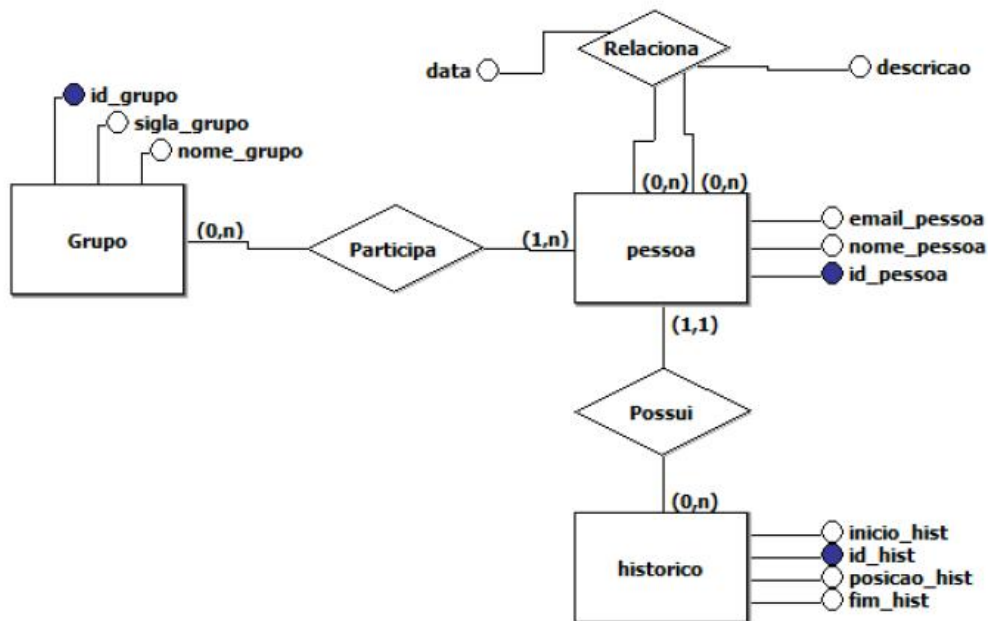 Relaciona
data
descricao
id_grupo
sigla_grupo
nome_grupo
(0,n) (0,n)
Grupo
(0,n)
Participa
(1,n)
pessoa
email_pessoa
nome_pessoa
id_pessoa
(1,1)
Possui
(0,n)
historico
início_hist
id_hist
posicao_hist
fim_hist